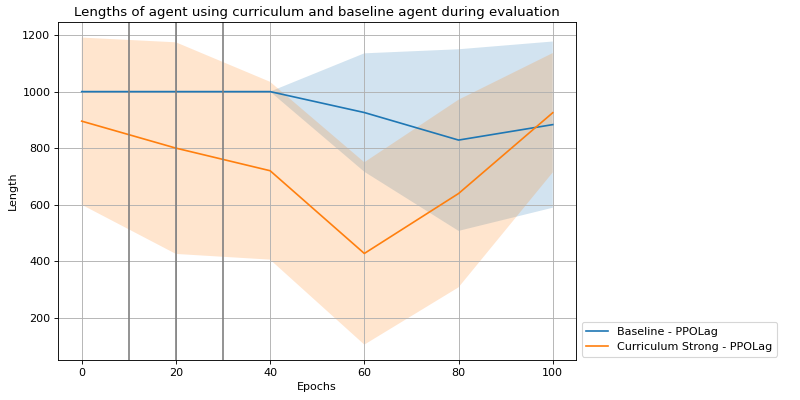 Lengths of agent using curriculum and baseline agent during evaluation
1200
1000
800
600
400
200
Length
0 20 40 60 80 100
Epochs
Baseline - PPOLag
Curriculum Strong - PPOLag